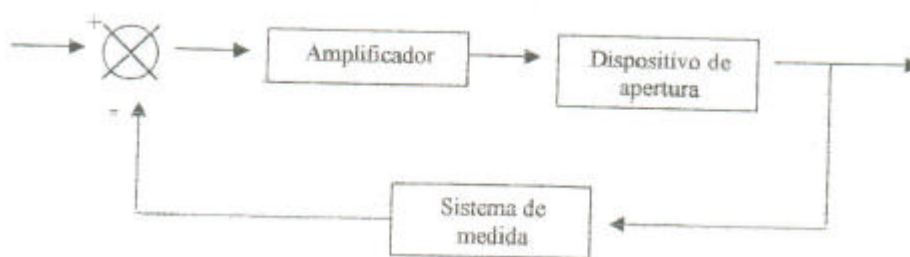 +
Amplificador
Dispositivo de
apertura
-
Sistema de
medida